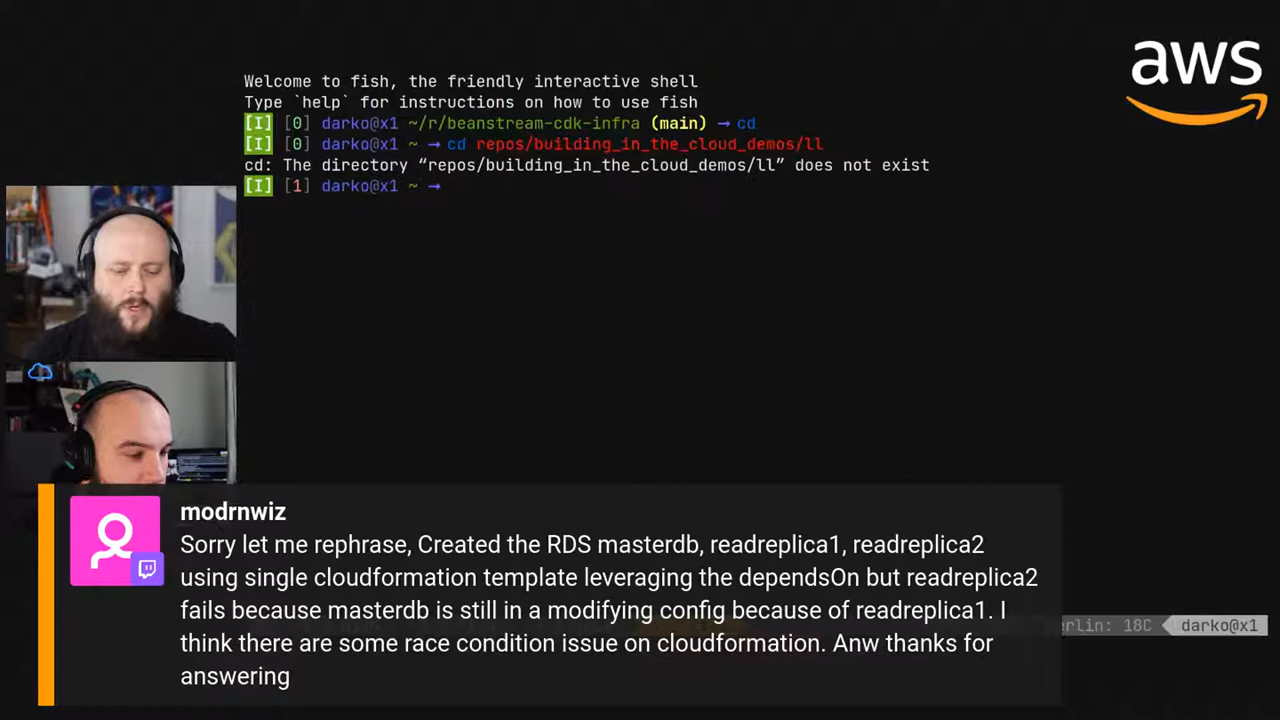 aws
Welcome to fish, the friendly interactive shell
Type `help` for instructions on how to use fish
[I] [0] darko@x1 ~/r/beanstream-cdk-infra (main) → cd
[I] [0] darko@x1 ~ → cd repos/building_in_the_cloud_demos/ll
cd: The directory “repos/building_in_the_cloud_demos/ll” does not exist
[I] [1] darko@x1 ~ →
modrnwiz
Sorry let me rephrase, Created the RDS masterdb, readreplica1, readreplica2
using single cloudformation template leveraging the dependsOn but readreplica2
fails because masterdb is still in a modifying config because of readreplica1. I
think there are some race condition issue on cloudformation. Anw thanks for
answering
erlin: 18C darko@x1